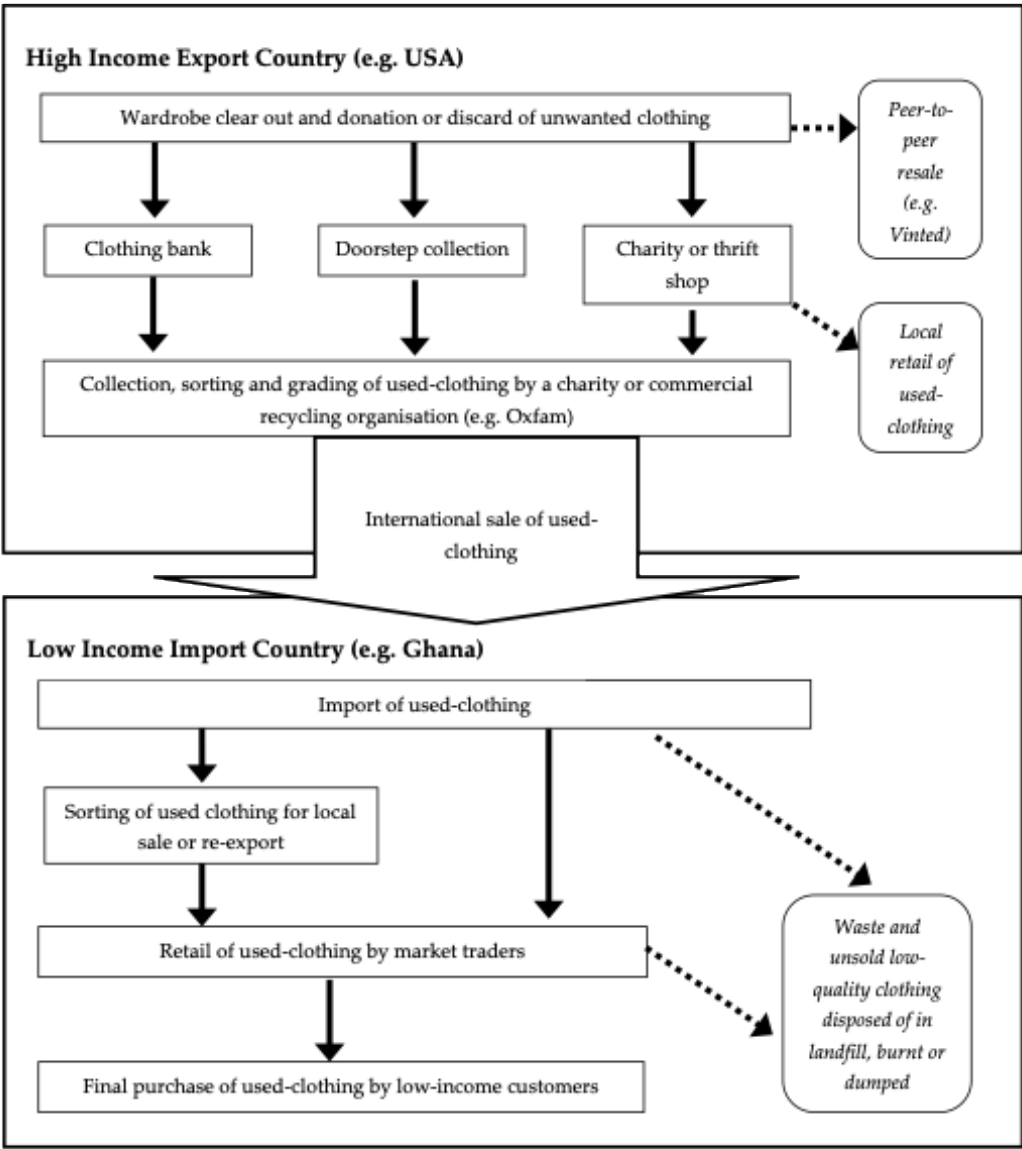 High Income Export Country (e.g. USA)
Wardrobe clear out and donation or discard of unwanted clothing
Peer-to-
peer
resale
(e.g.
Vinted)
Clothing bank
Doorstep collection
Charity or thrift
shop
Local
retail of
used-
clothing
Collection, sorting and grading of used-clothing by a charity or commercial
recycling organisation (e.g. Oxfam)
International sale of used-
clothing
Low Income Import Country (e.g. Ghana)
Import of used-clothing
Sorting of used clothing for local
sale or re-export
Retail of used-clothing by market traders
Waste and
unsold low-
quality clothing
disposed of in
landfill, burnt or
dumped
Final purchase of used-clothing by low-income customers